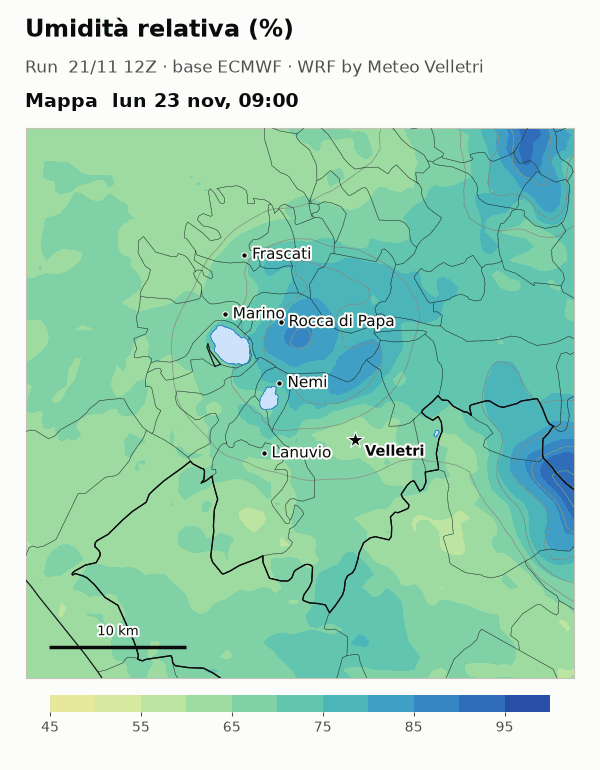 Umidità relativa (%)
Run  21/11 12Z · base ECMWF · WRF by Meteo Velletri
Mappa  lun 23 nov, 09:00
Frascati
Marino
Rocca di Papa
Nemi
Velletri
Lanuvio
10 km
45 55 65 75 85 95